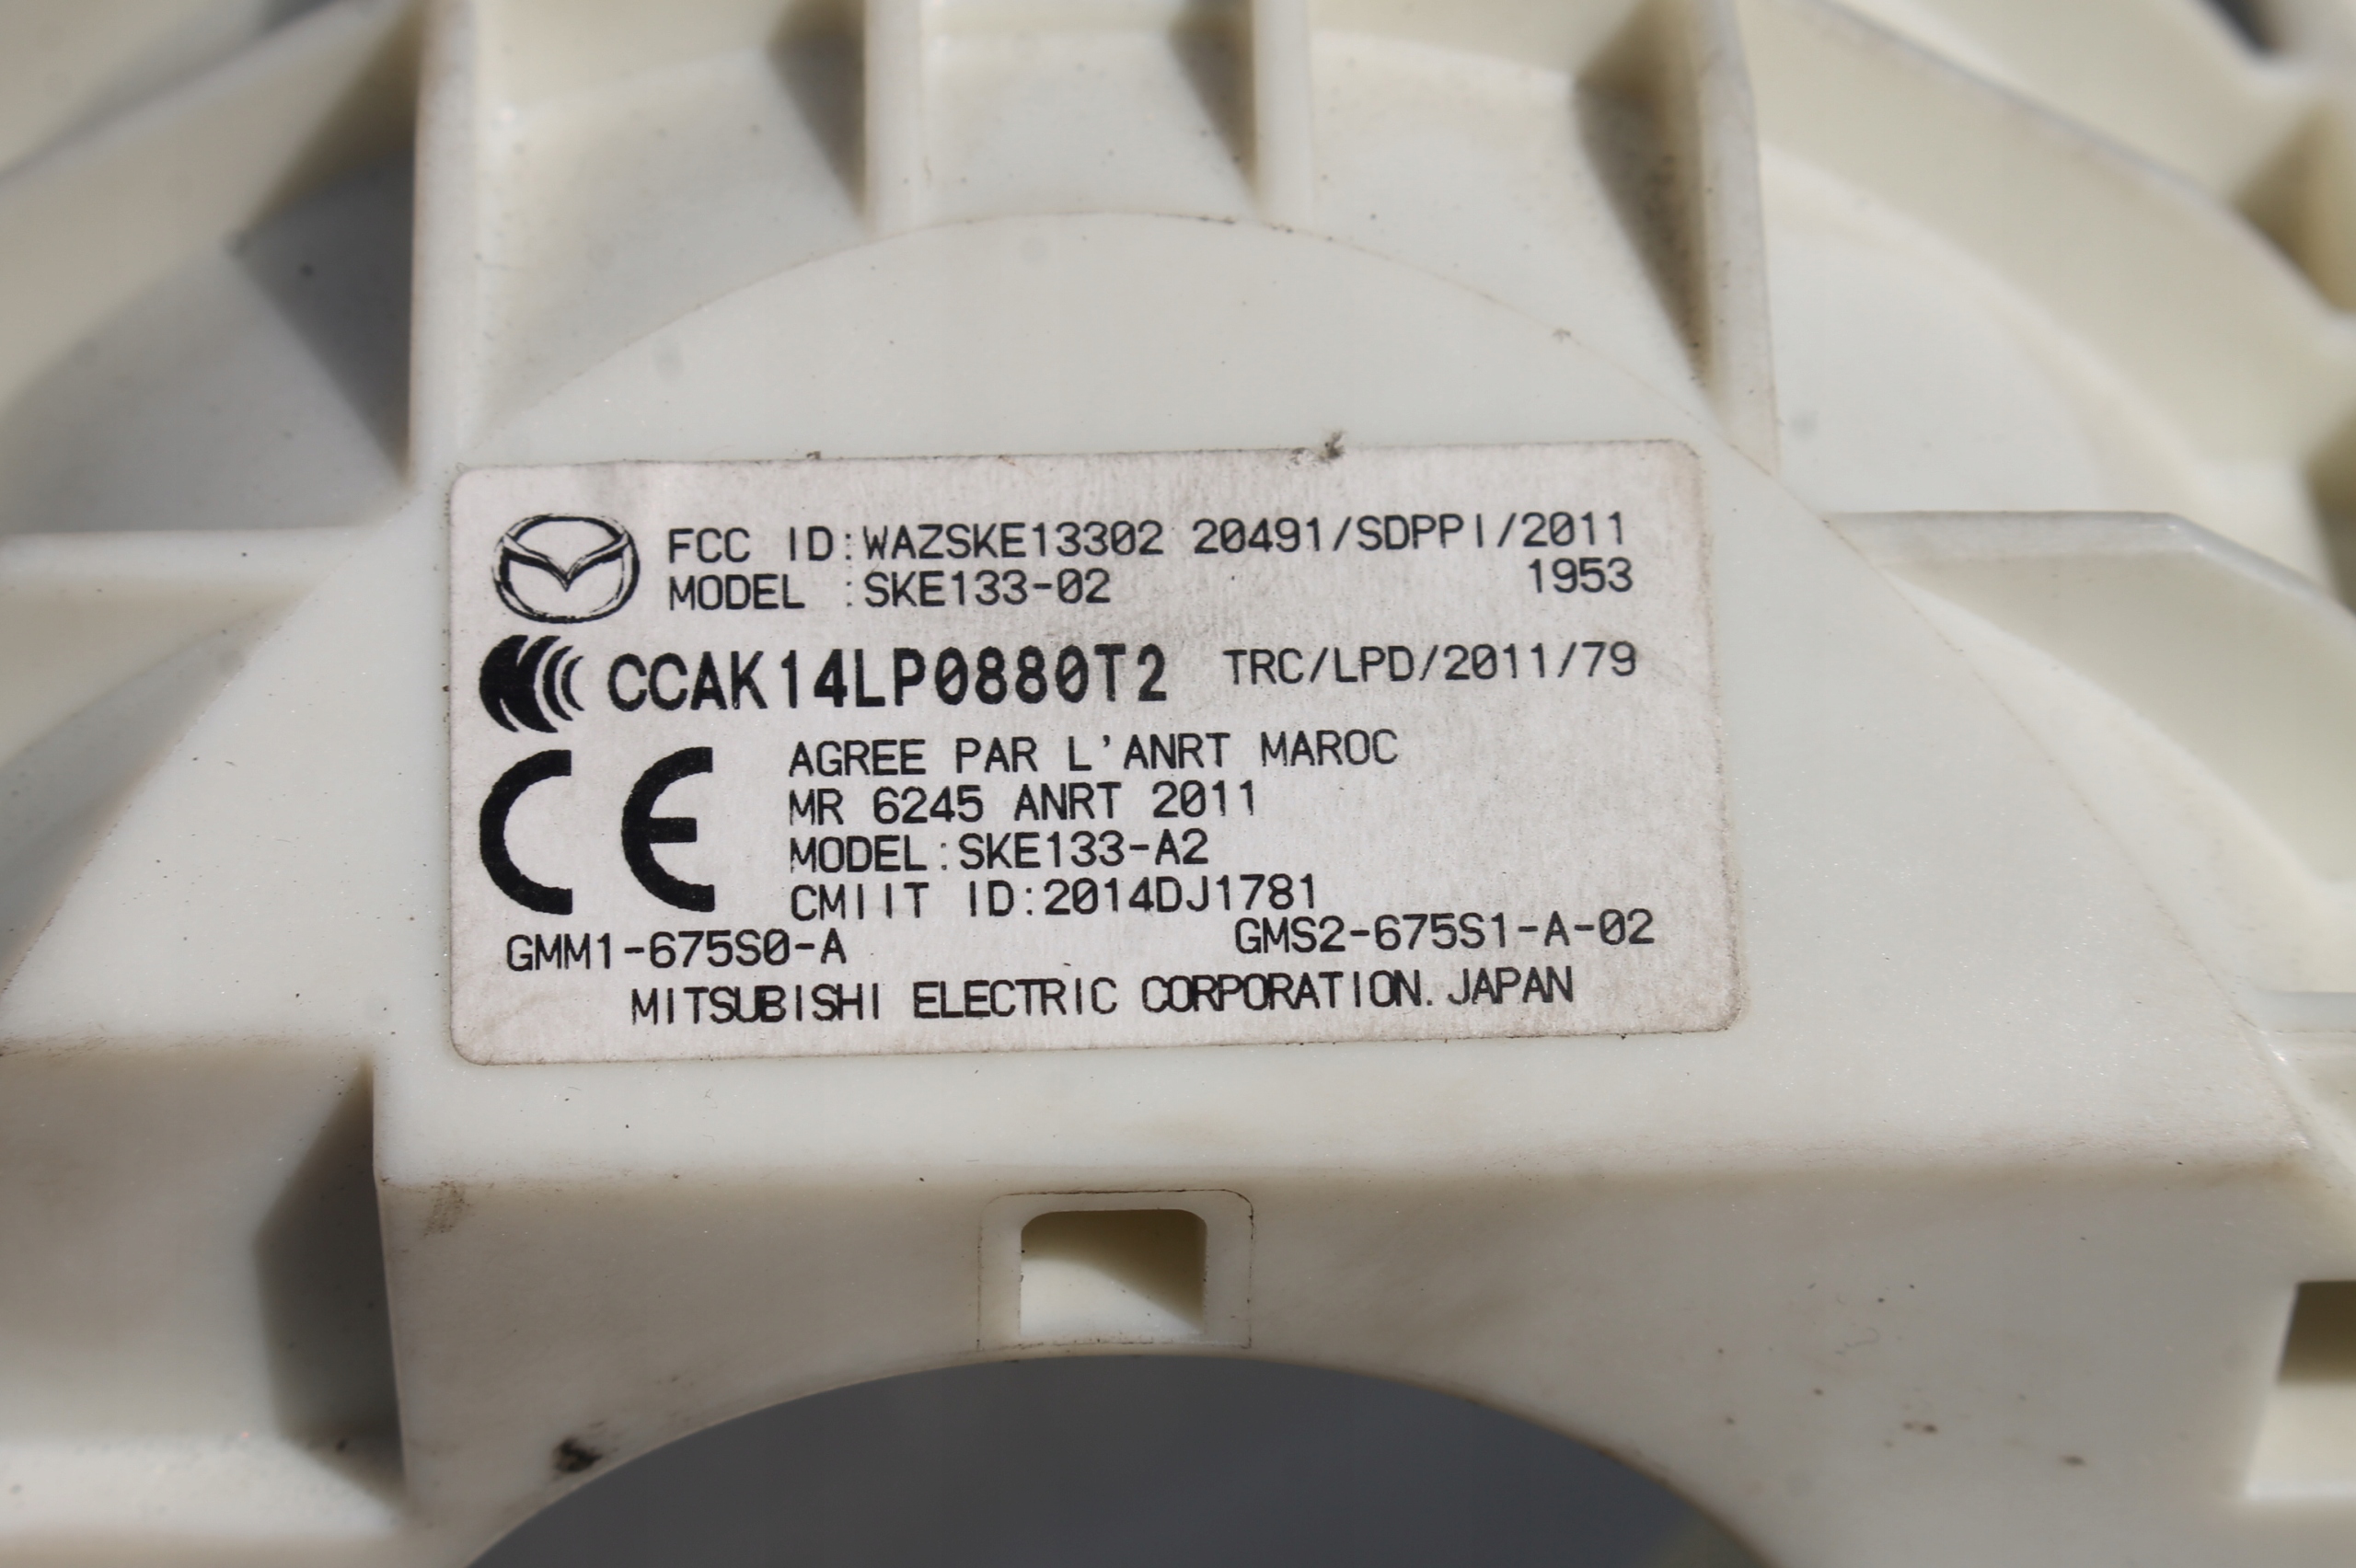 FCC ID:WAZSKE13302 20491/SDPPI/2011
MODEL :SKE133-02 1953
CCAK14LP0880T2 TRC/LPD/2011/79
CE
AGREE PAR L'ANRT MAROC
MR 6245 ANRT 2011
MODEL:SKE133-A2
CMIIT ID:2014DJ1781
GMM1-675S0-A GMS2-675S1-A-02
MITSUBISHI ELECTRIC CORPORATION. JAPAN